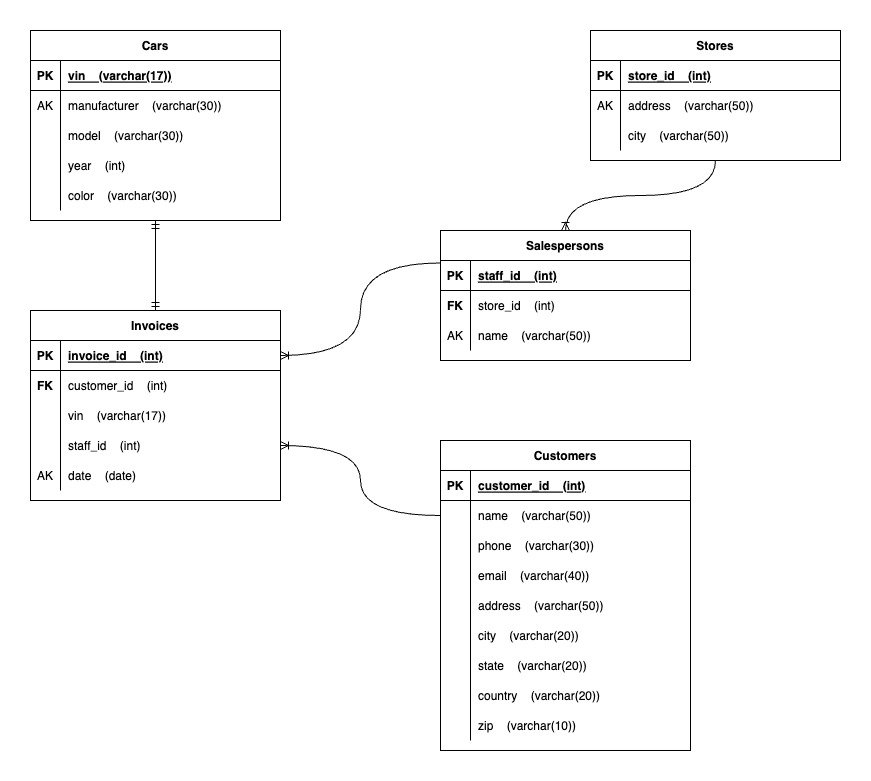 Cars
PK vin (varchar(17))
AK manufacturer (varchar(30))
model (varchar(30))
year (int)
color (varchar(30))
Stores
PK store_id (int)
AK address (varchar(50))
city (varchar(50))
Salespersons
PK staff_id (int)
FK store_id (int)
AK name (varchar(50))
Invoices
PK invoice_id (int)
FK customer_id (int)
vin (varchar(17))
staff_id (int)
AK date (date)
Customers
PK customer_id (int)
name (varchar(50))
phone (varchar(30))
email (varchar(40))
address (varchar(50))
city (varchar(20))
state (varchar(20))
country (varchar(20))
zip (varchar(10))